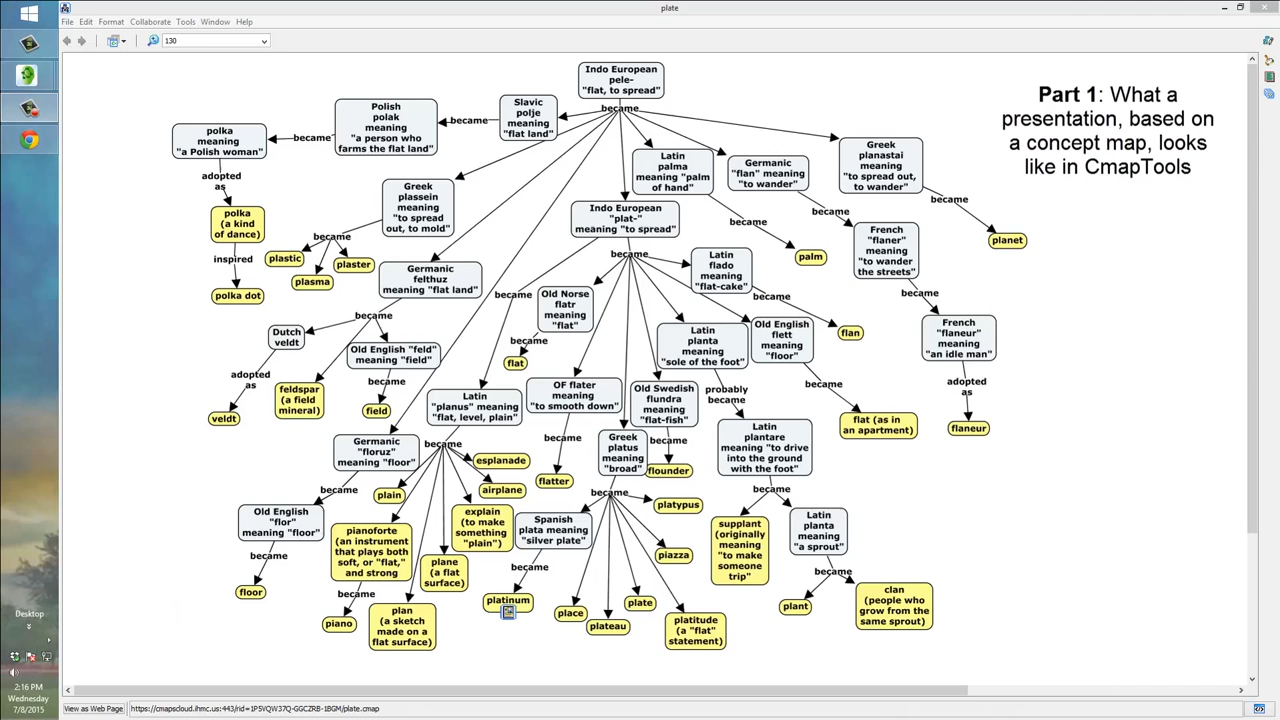 plate
File Edit Format Collaborate Tools Window Help
130
Part 1: What a
presentation, based on
a concept map, looks
like in CmapTools
Indo European
pele-
"flat, to spread"
became
Slavic
polje
meaning
"flat land"
became
Polish
polak
meaning
"a person who
farms the flat land"
became
polka
meaning
"a Polish woman"
adopted
as
polka
(a kind
of dance)
inspired
polka dot
Greek
plassein
meaning
"to spread
out, to mold"
became
plastic
plasma
plaster
Germanic
felthuz
meaning "flat land"
became
Dutch
veldt
adopted
as
veldt
feldspar
(a field
mineral)
Old English "feld"
meaning "field"
became
field
Germanic
"floruz"
meaning "floor"
became
Old English
"flor"
meaning "floor"
became
floor
Indo European
"plat-"
meaning "to spread"
became
became
Latin
"planus" meaning
"flat, level, plain"
became
plain
pianoforte
(an instrument
that plays both
soft, or "flat,"
and strong
became
piano
plan
(a sketch
made on a
flat surface)
plane
(a flat
surface)
explain
(to make
something
"plain")
airplane
esplanade
Old Norse
flatr
meaning
"flat"
became
flat
OF flater
meaning
"to smooth down"
became
flatter
Greek
platus
meaning
"broad"
became
Spanish
plata meaning
"silver plate"
became
platinum
place
plateau
plate
platitude
(a "flat"
statement)
piazza
platypus
Old Swedish
flundra
meaning
"flat-fish"
became
flounder
Latin
planta
meaning
"sole of the foot"
probably
became
Latin
plantare
meaning "to drive
into the ground
with the foot"
became
supplant
(originally
meaning
"to make
someone
trip"
Latin
planta
meaning
"a sprout"
became
plant
clan
(people who
grow from the
same sprout)
Old English
flett
meaning
"floor"
became
flat (as in
an apartment)
Latin
flado
meaning
"flat-cake"
became
flan
Latin
palma
meaning "palm
of hand"
became
palm
Germanic
"flan" meaning
"to wander"
became
French
"flaner"
meaning
"to wander
the streets"
became
French
"flaneur"
meaning
"an idle man"
adopted
as
flaneur
Greek
planastai
meaning
"to spread out,
to wander"
became
planet
Desktop
2:16 PM
Wednesday
7/8/2015
View as Web Page
https://cmapscloud.ihmc.us:443/rid=1P5VQW37Q-GGCZRB-1BGM/plate.cmap